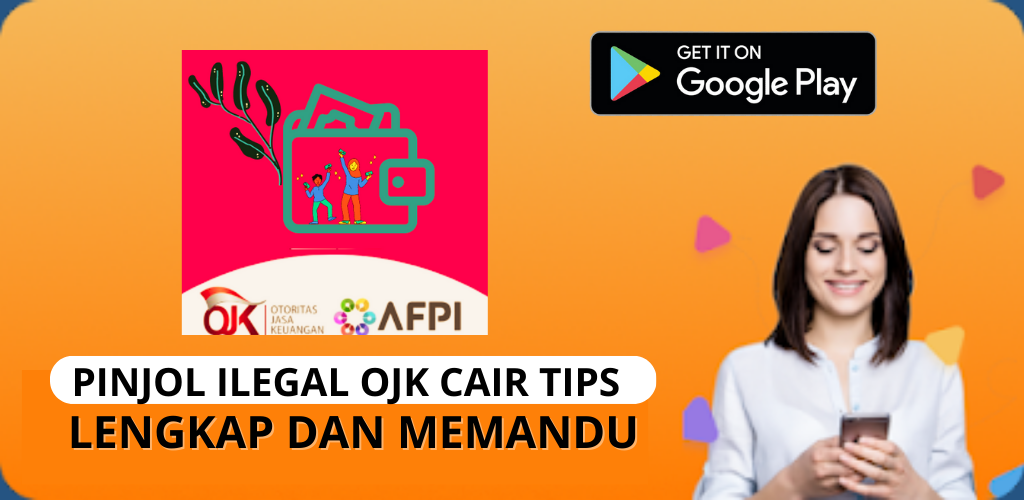 GET IT ON
Google Play
OJK
OTORITAS
JASA
KEUANGAN
AFPI
PINJOL ILEGAL OJK CAIR TIPS
LENGKAP DAN MEMANDU